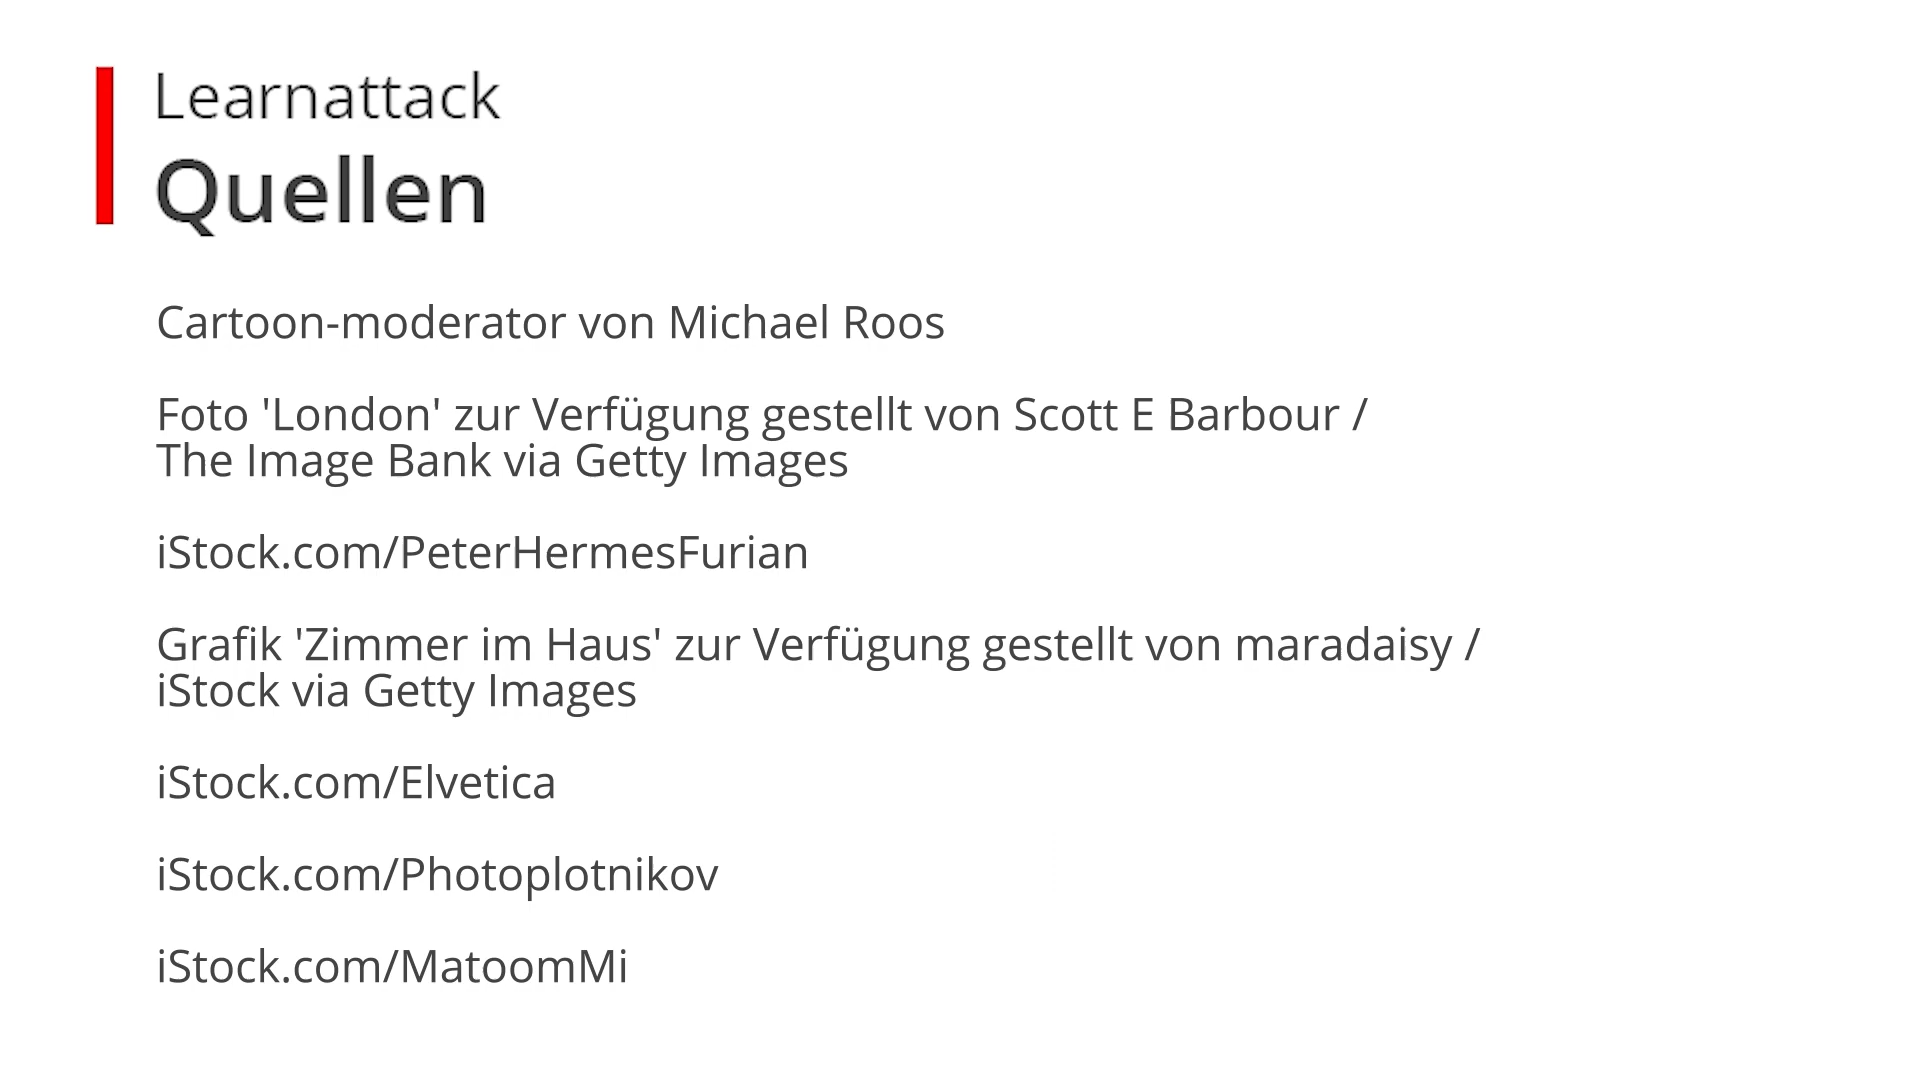 Learnattack
Quellen
Cartoon-moderator von Michael Roos
Foto 'London' zur Verfügung gestellt von Scott E Barbour /
The Image Bank via Getty Images
iStock.com/PeterHermesFurian
Grafik 'Zimmer im Haus' zur Verfügung gestellt von maradaisy /
iStock via Getty Images
iStock.com/Elvetica
iStock.com/Photoplotnikov
iStock.com/MatoomMi